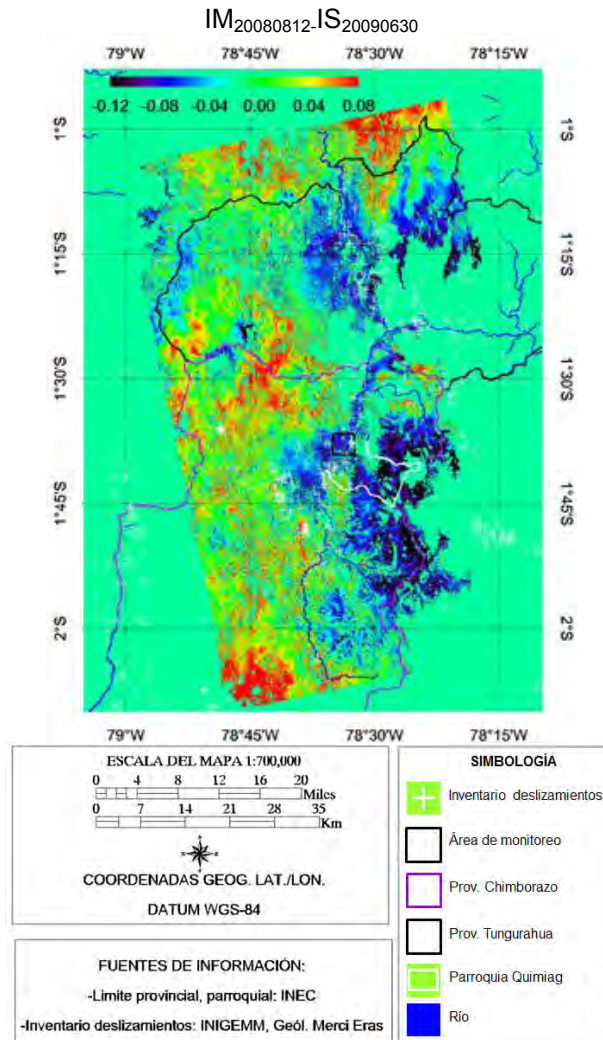 IM20080812-IS20090630
79°W 78°45'W 78°30'W 78°15'W
-0.12 -0.08 -0.04 0.00 0.04 0.08
1°S 1°S
1°15'S 1°15'S
1°30'S 1°30'S
1°45'S 1°45'S
2°S 2°S
79°W 78°45'W 78°30'W 78°15'W
ESCALA DEL MAPA 1:700,000
0 4 8 12 16 20
Miles
0 7 14 21 28 35
Km
COORDENADAS GEOG. LAT./LON.
DATUM WGS-84
FUENTES DE INFORMACIÓN:
-Limite provincial, parroquial: INEC
-Inventario deslizamientos: INIGEMM, Geól. Merci Eras
SIMBOLOGÍA
Inventario deslizamientos
Área de monitoreo
Prov. Chimborazo
Prov. Tungurahua
Parroquia Quimiag
Río